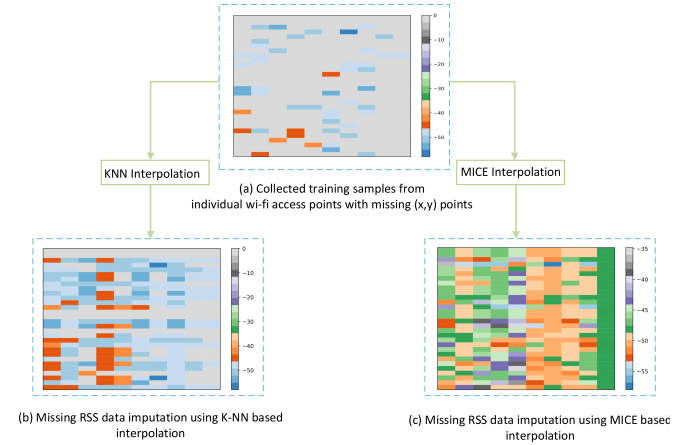 0
−10
−20
−30
−40
−50
KNN Interpolation
MICE Interpolation
(a) Collected training samples from
individual wi-fi access points with missing (x,y) points
0
−10
−20
−30
−40
−50
−35
−40
−45
−50
−55
(b) Missing RSS data imputation using K-NN based
interpolation
(c) Missing RSS data imputation using MICE based
interpolation